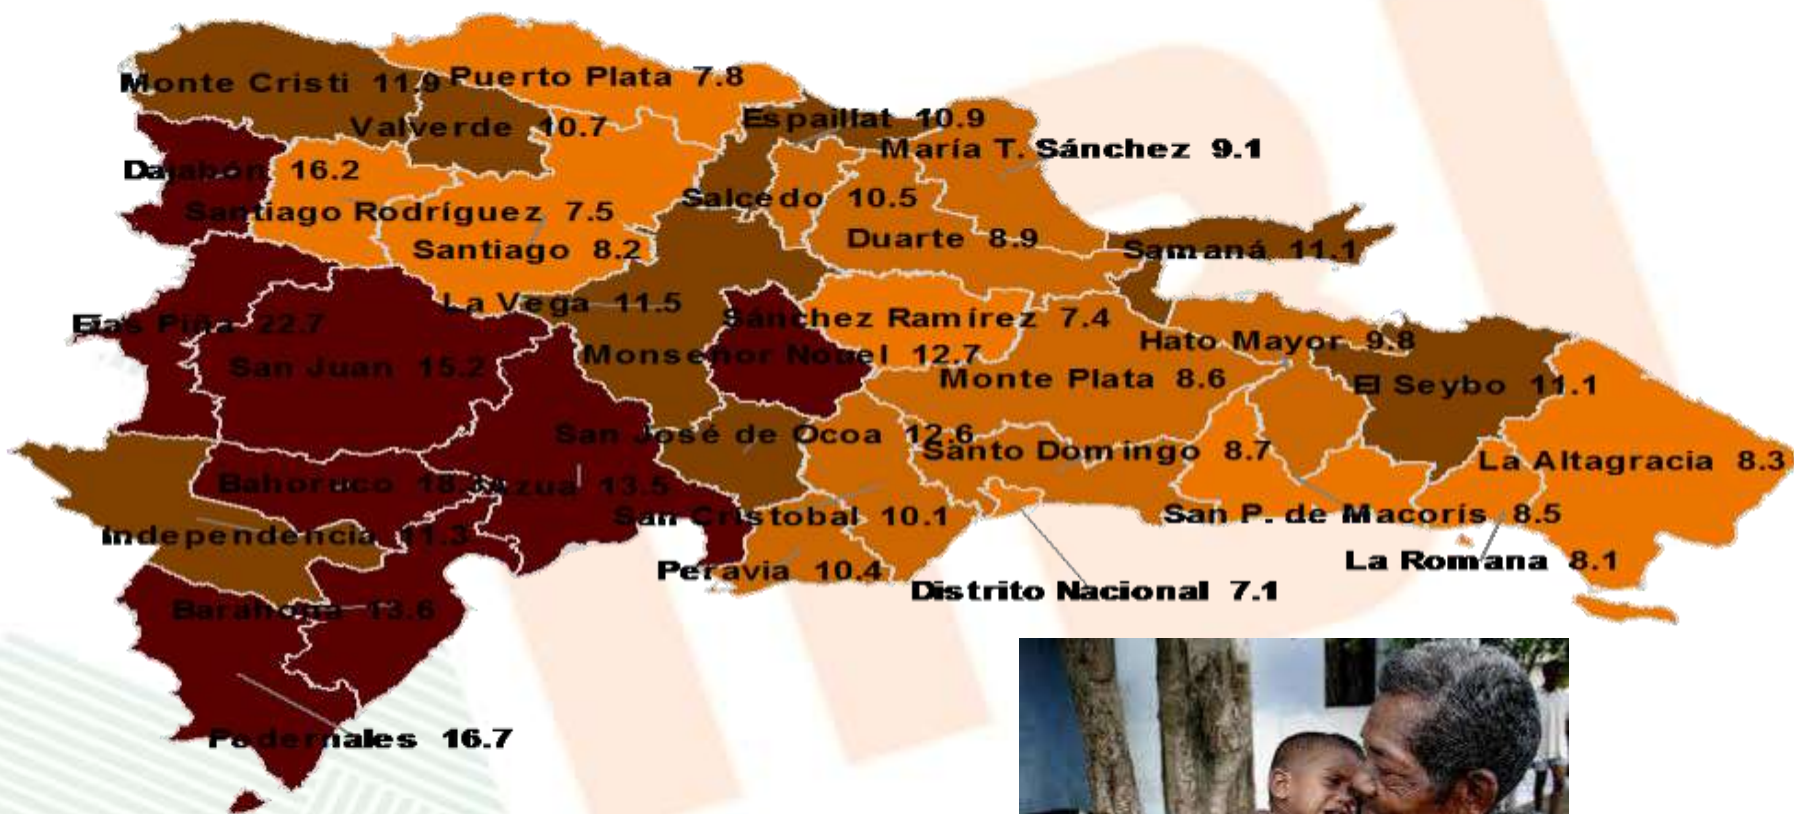 Monte Cristi 11.9
Puerto Plata 7.8
Valverde 10.7
Espaillat 10.9
María T. Sánchez 9.1
Dajabón 16.2
Santiago Rodríguez 7.5
Salcedo 10.5
Santiago 8.2
Duarte 8.9
Samaná 11.1
La Vega 11.5
Sánchez Ramírez 7.4
Elías Piña 22.7
Hato Mayor 9.8
San Juan 15.2
Monseñor Nouel 12.7
Monte Plata 8.6
El Seybo 11.1
San José de Ocoa 12.6
Santo Domingo 8.7
La Altagracia 8.3
Bahoruco
Azua 13.5
San Cristobal 10.1
San P. de Macorís 8.5
Independencia 11.3
La Romana 8.1
Peravia 10.4
Distrito Nacional 7.1
Barahona 13.6
Pedernales 16.7